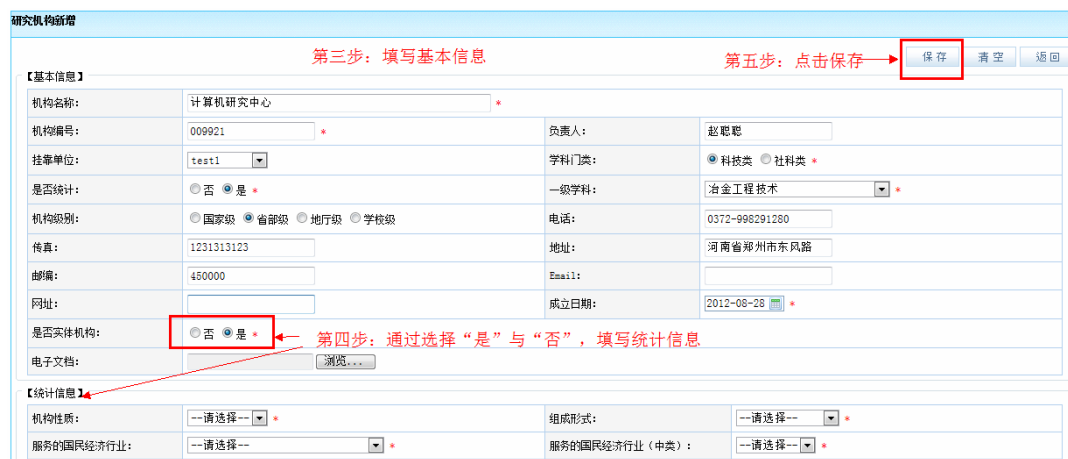 研究机构新增
第三步：填写基本信息
第五步：点击保存
保存 清空 返回
【基本信息】
机构名称： 计算机研究中心 *
机构编号： 009921 * 负责人： 赵聪聪
挂靠单位： test1 学科门类： 科技类 社科类 *
是否统计： 否 是 * 一级学科： 冶金工程技术 *
机构级别： 国家级 省部级 地厅级 学校级 电话： 0372-998291280
传真： 1231313123 地址： 河南省郑州市东风路
邮编： 450000 Email：
网址： 成立日期： 2012-08-28 *
是否实体机构： 否 是 *
第四步：通过选择“是”与“否”，填写统计信息
电子文档： 浏览...
【统计信息】
机构性质： --请选择-- * 组成形式： --请选择-- *
服务的国民经济行业： --请选择-- * 服务的国民经济行业（中类）： --请选择-- *